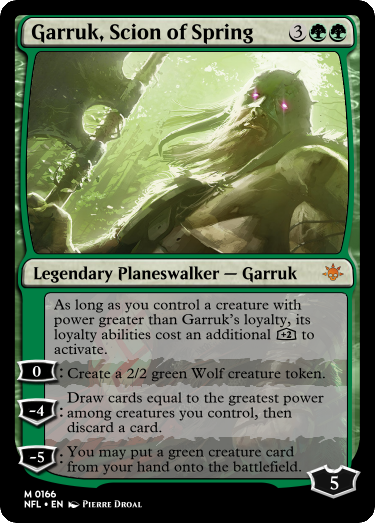 Garruk, Scion of Spring 3
Legendary Planeswalker — Garruk
As long as you control a creature with
power greater than Garruk's loyalty, its
loyalty abilities cost an additional +2 to
activate.
0: Create a 2/2 green Wolf creature token.
-4: Draw cards equal to the greatest power
among creatures you control, then
discard a card.
-5: You may put a green creature card
from your hand onto the battlefield.
5
M 0166
NFL • EN Pierre Droal